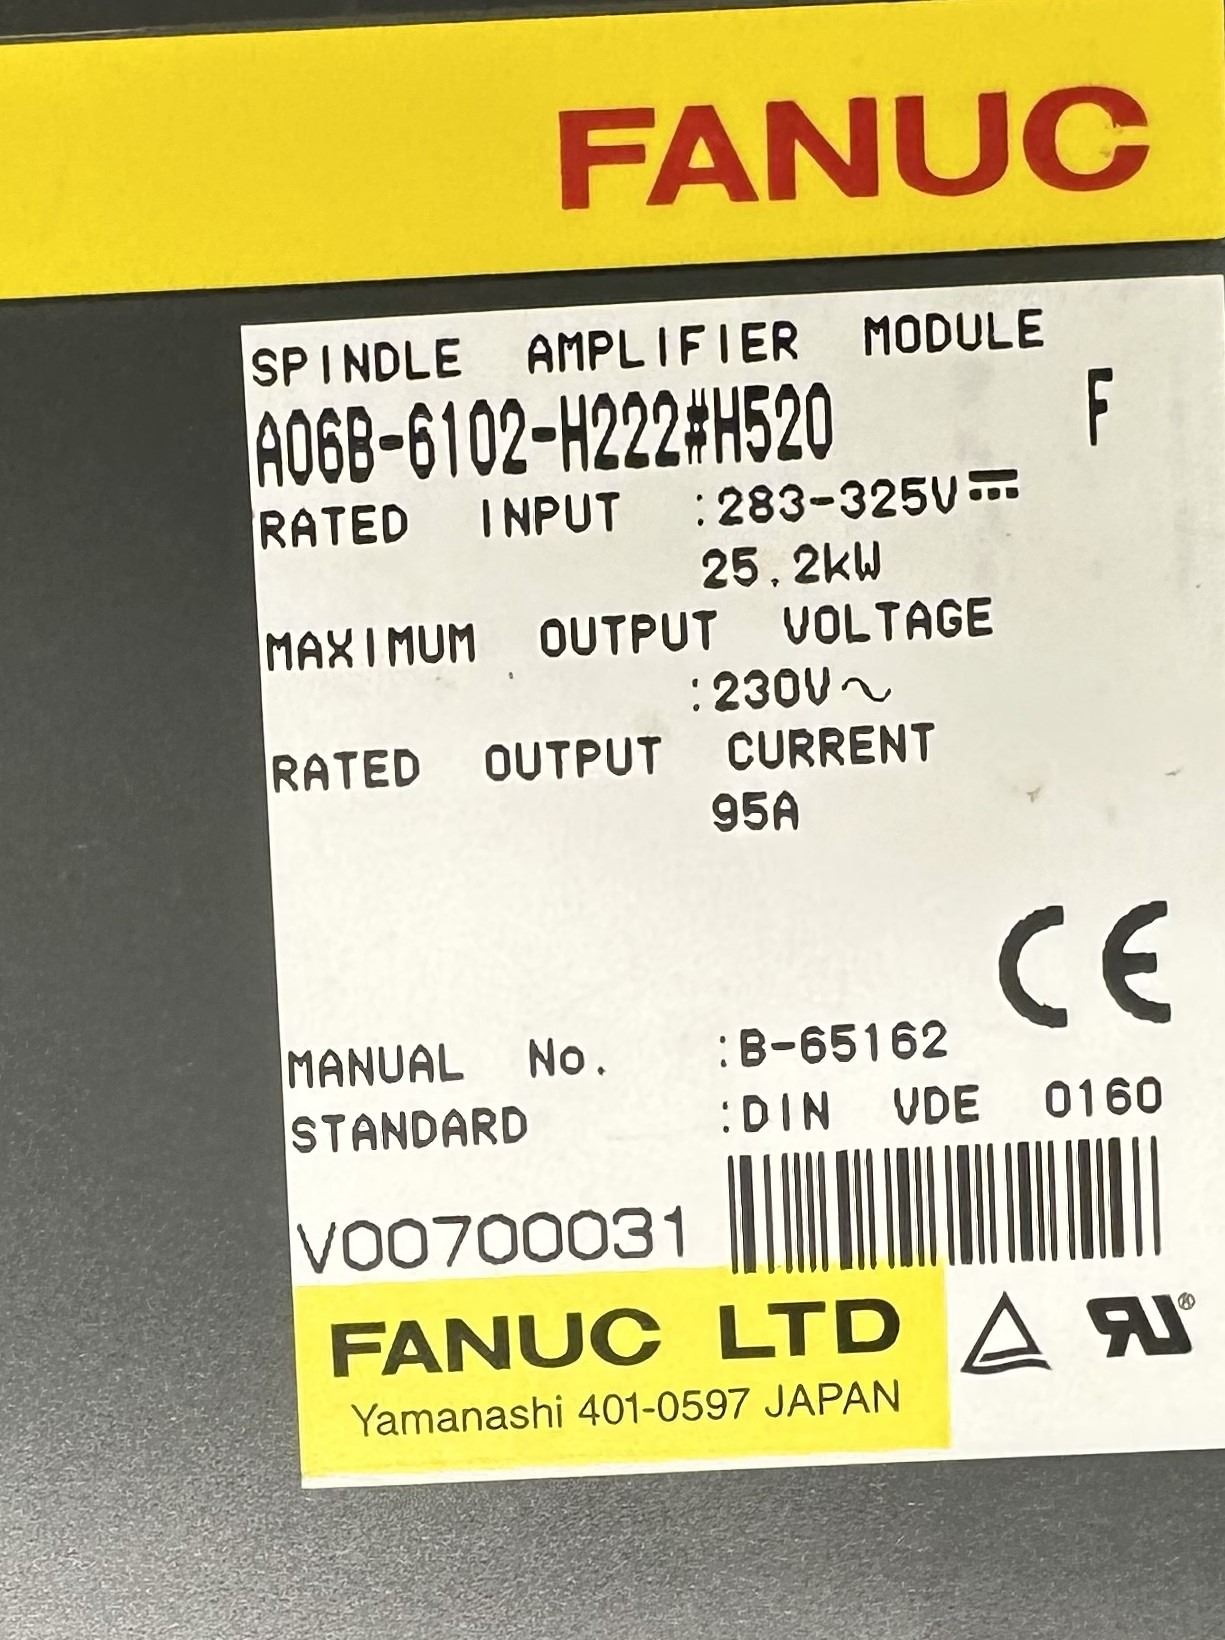 FANUC
SPINDLE AMPLIFIER MODULE
A06B-6102-H222#H520 F
RATED INPUT :283-325V⎓
25.2kW
MAXIMUM OUTPUT VOLTAGE
:230V~
RATED OUTPUT CURRENT
95A
CE
MANUAL No. :B-65162
STANDARD :DIN VDE 0160
V00700031
FANUC LTD
Yamanashi 401-0597 JAPAN
RU®